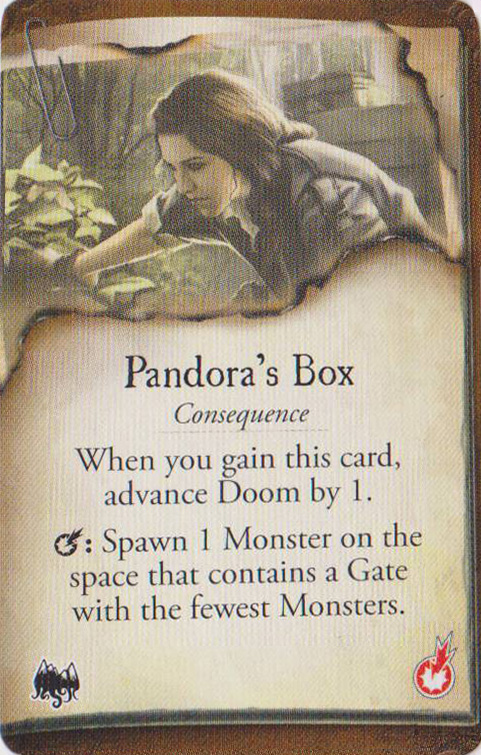 Pandora's Box
Consequence
When you gain this card,
advance Doom by 1.
: Spawn 1 Monster on the
space that contains a Gate
with the fewest Monsters.